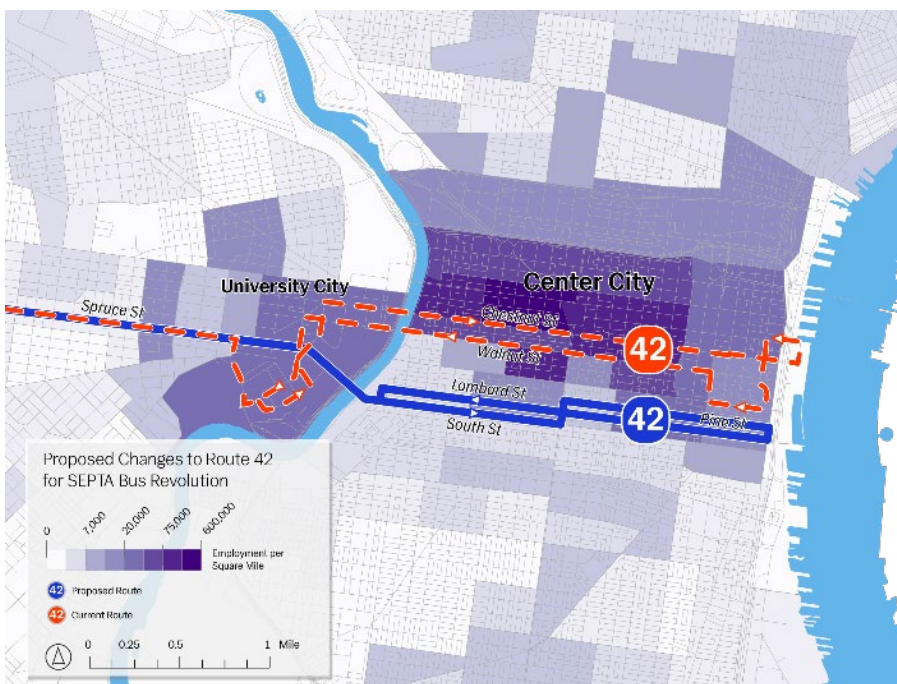 University City
Center City
Spruce St
Chestnut St
Walnut St
42
Lombard St
South St
42
Pine St
Proposed Changes to Route 42
for SEPTA Bus Revolution
0
7,000
20,000
75,000
600,000
Employment per
Square Mile
42 Proposed Route
42 Current Route
0 0.25 0.5 1 Mile